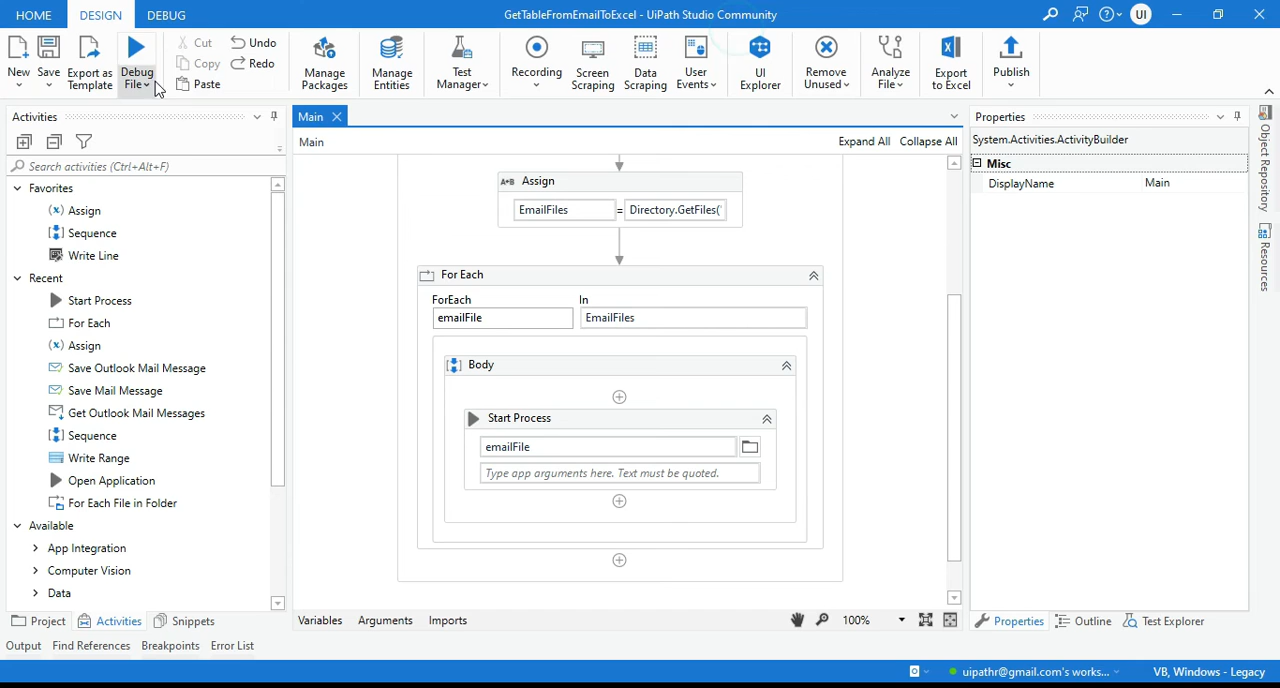 HOME DESIGN DEBUG GetTableFromEmailToExcel - UiPath Studio Community UI
New Save Export as Template Debug File Cut Copy Paste Undo Redo Manage Packages Manage Entities Test Manager Recording Screen Scraping Data Scraping User Events UI Explorer Remove Unused Analyze File Export to Excel Publish
Activities
Search activities (Ctrl+Alt+F)
Favorites
Assign
Sequence
Write Line
Recent
Start Process
For Each
Assign
Save Outlook Mail Message
Save Mail Message
Get Outlook Mail Messages
Sequence
Write Range
Open Application
For Each File in Folder
Available
App Integration
Computer Vision
Data
Project Activities Snippets
Main
Main Expand All Collapse All
A+B Assign
EmailFiles = Directory.GetFiles("
For Each
ForEach In
emailFile EmailFiles
Body
Start Process
emailFile
Type app arguments here. Text must be quoted.
Variables Arguments Imports 100%
Properties
System.Activities.ActivityBuilder
Misc
DisplayName Main
Properties Outline Test Explorer
Object Repository
Resources
Output Find References Breakpoints Error List
uipathr@gmail.com's works... VB, Windows - Legacy